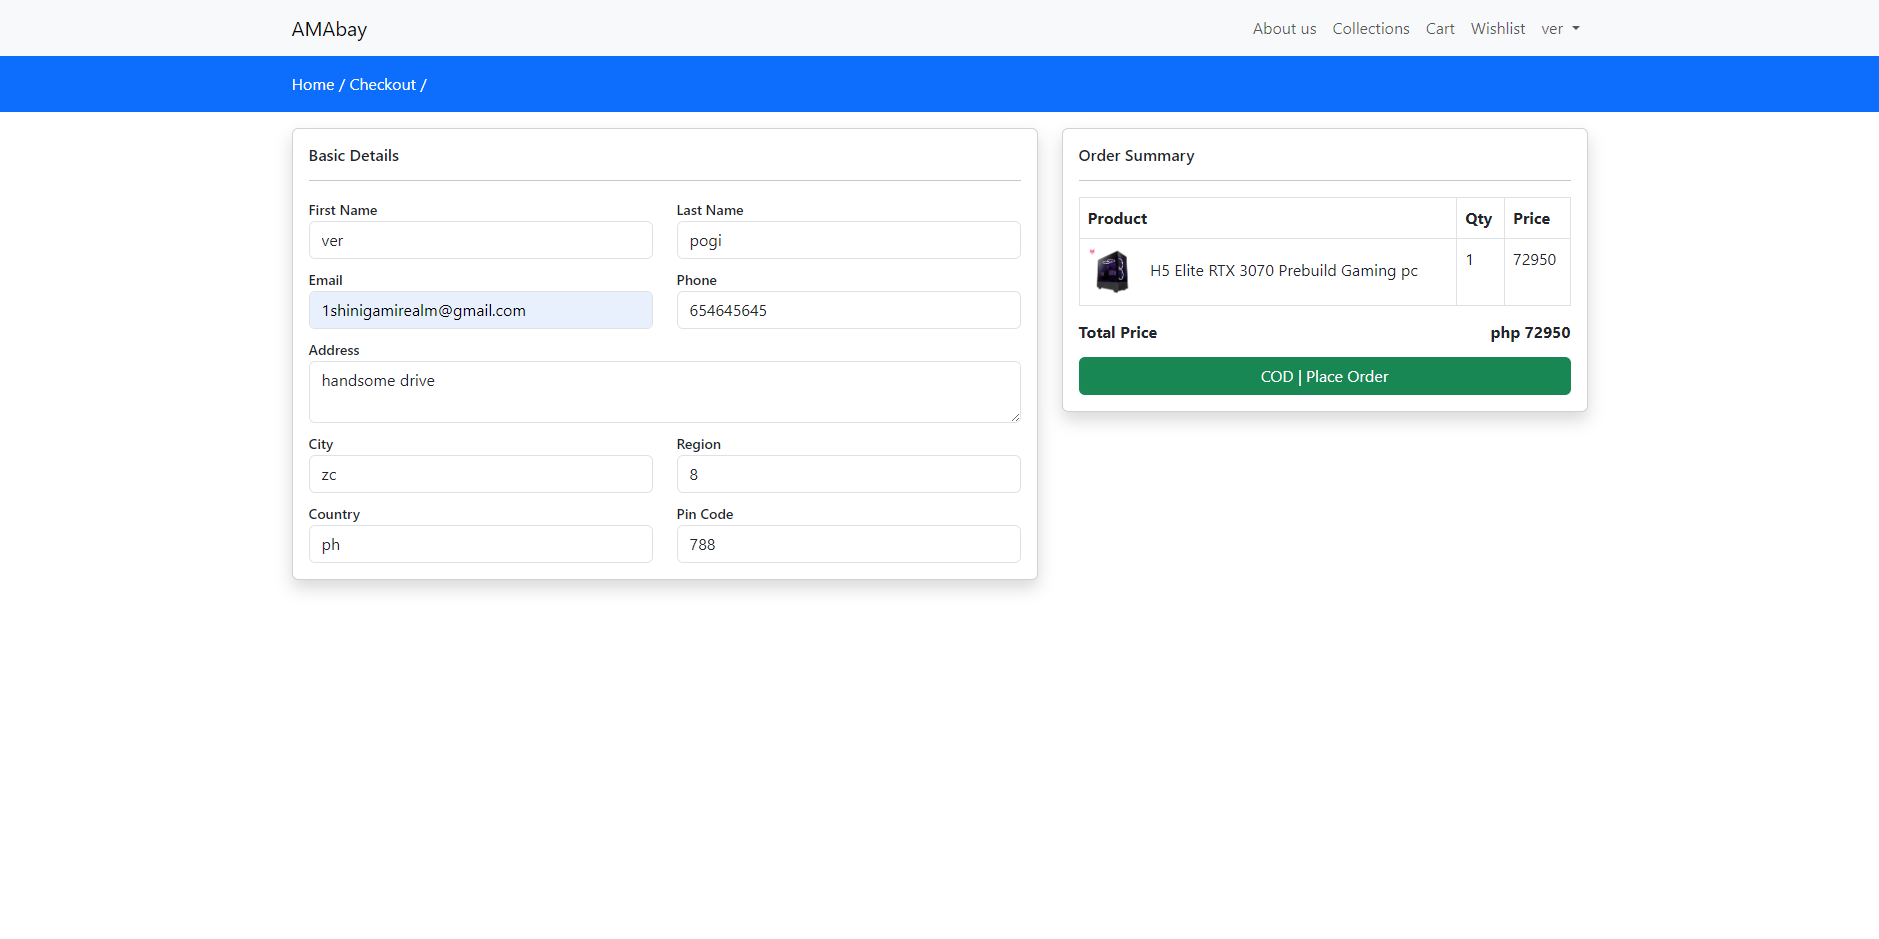 AMAbay
About us Collections Cart Wishlist ver
Home / Checkout /
Basic Details
First Name Last Name
ver pogi
Email Phone
1shinigamirealm@gmail.com 654645645
Address
handsome drive
City Region
zc 8
Country Pin Code
ph 788
Order Summary
Product Qty Price
H5 Elite RTX 3070 Prebuild Gaming pc 1 72950
Total Price php 72950
COD | Place Order